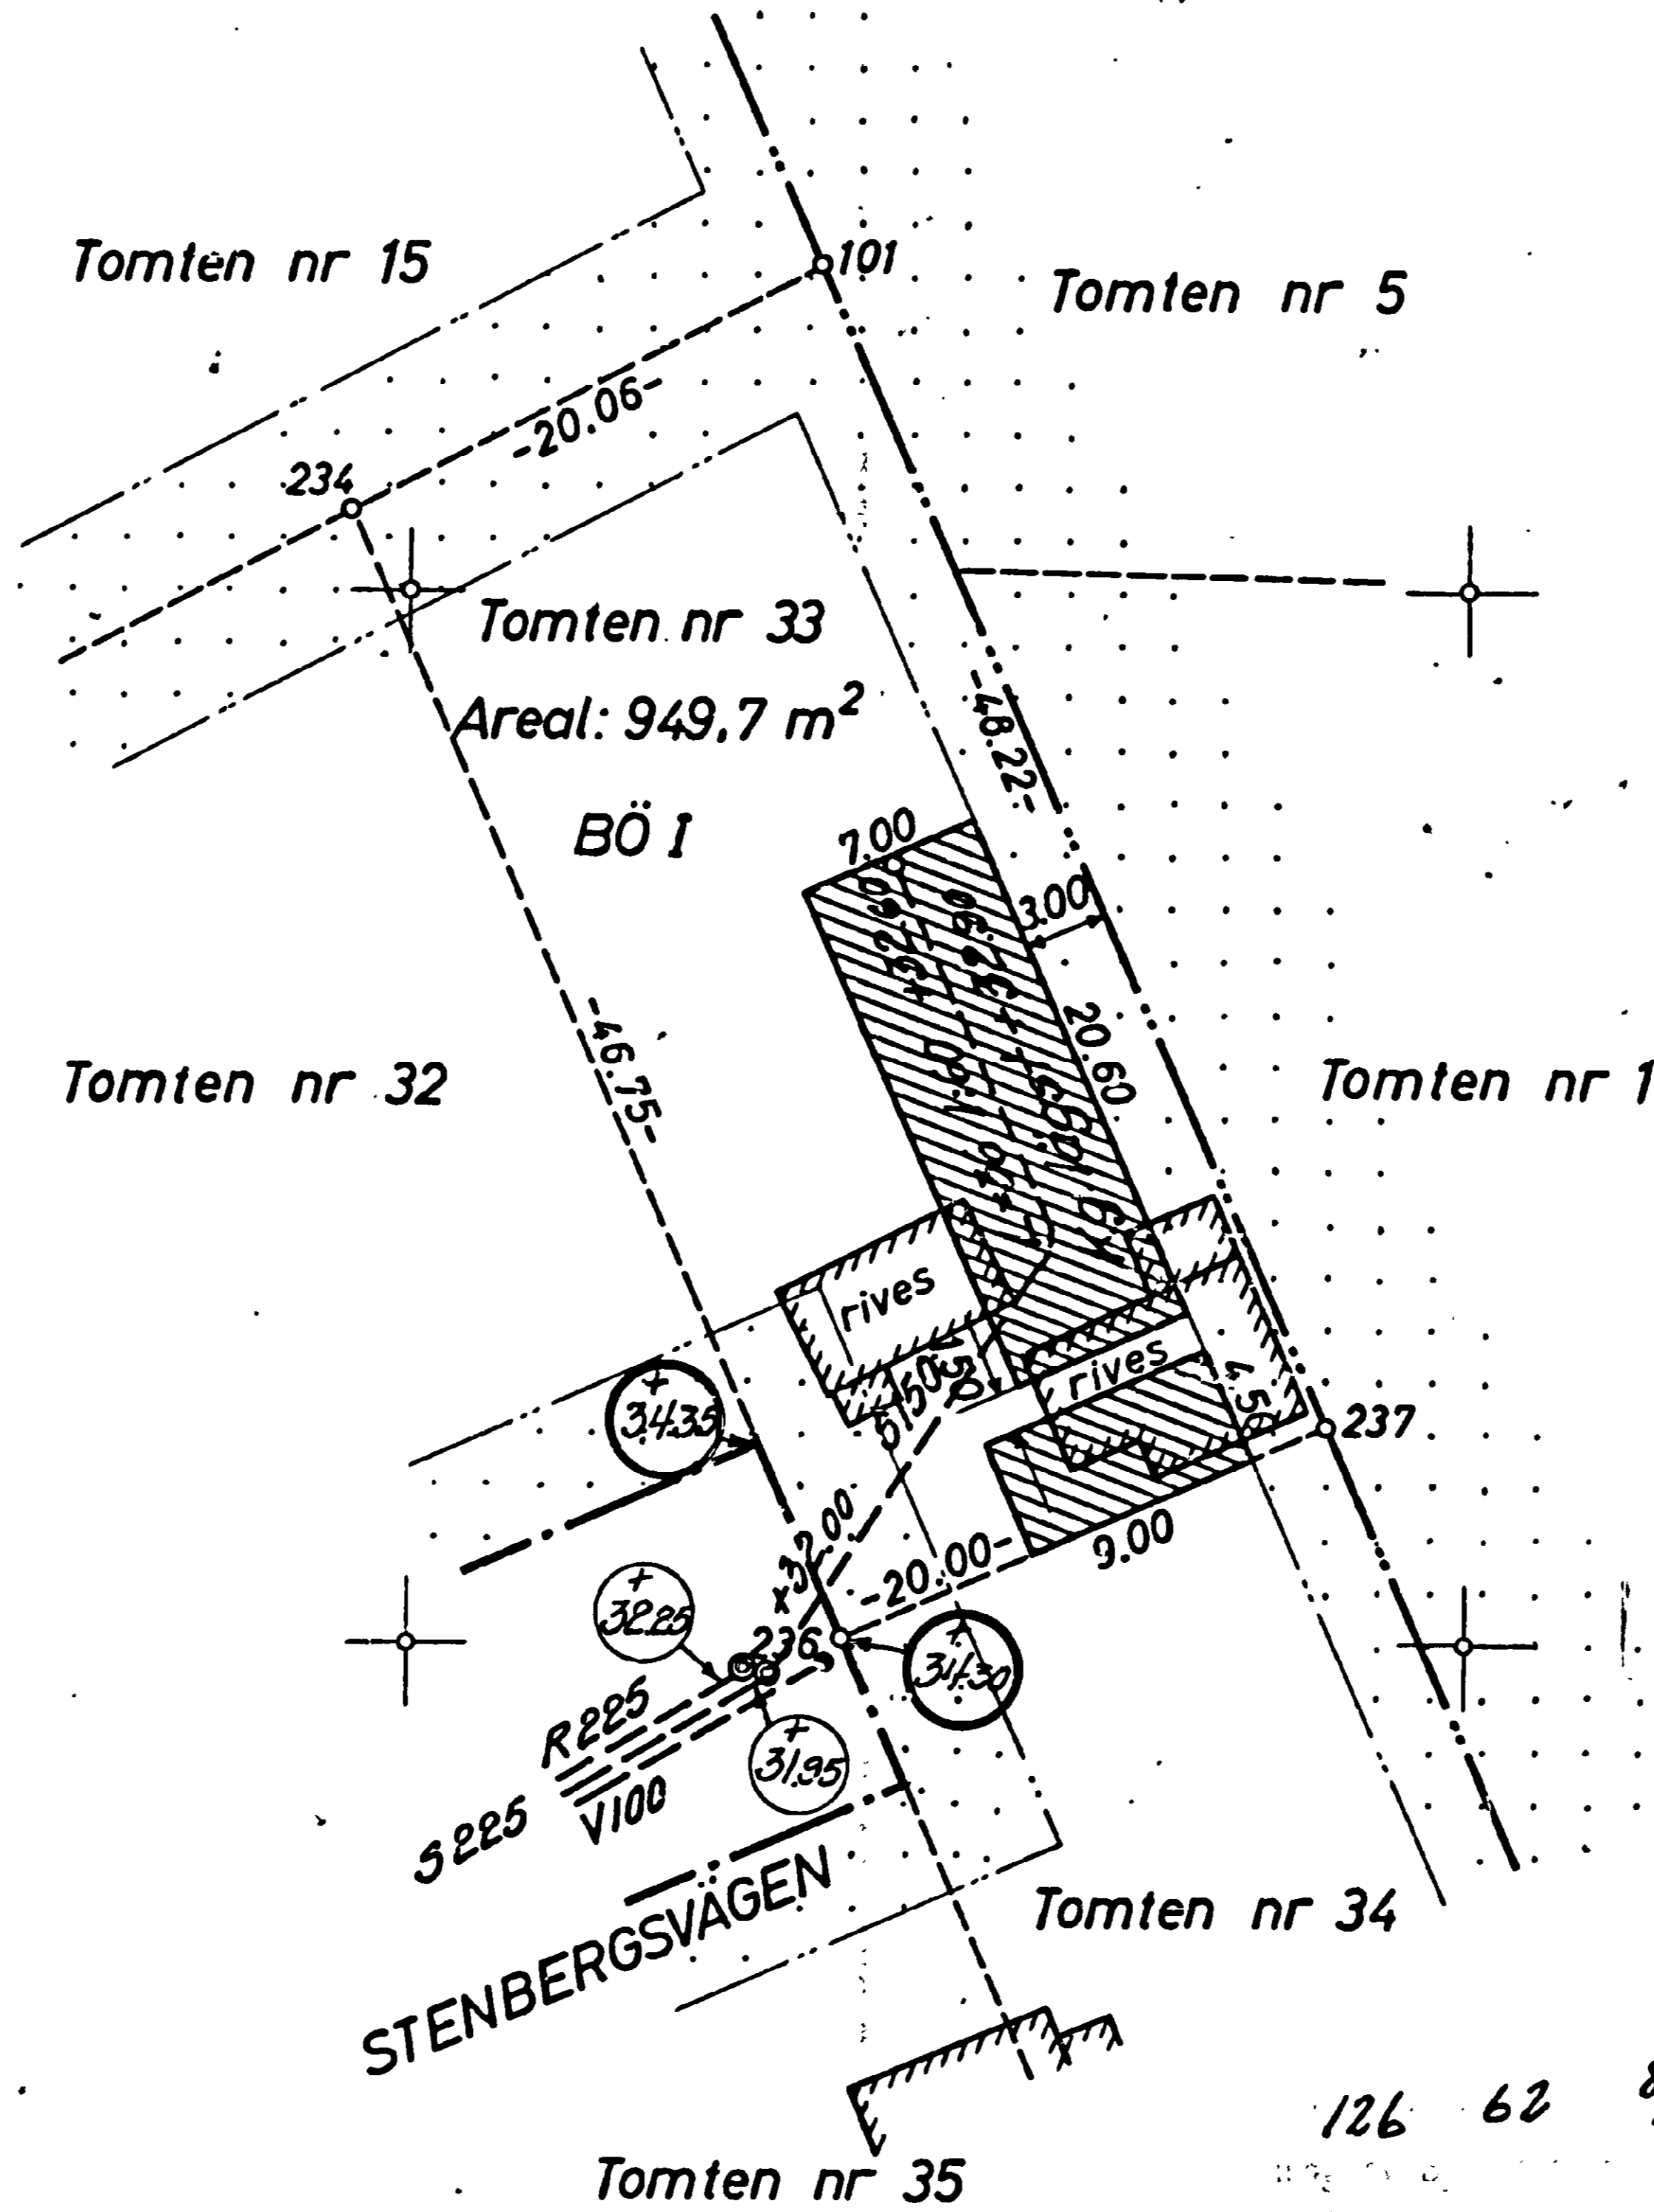 Tomten nr 15
101
Tomten nr 5
-20.06-
234
Tomten nr 33
Areal: 949,7 m²
-48.22-
BÖ I
7.00
3.00
20.60
-46.75-
Tomten nr 32
Tomten nr 1
rives
rives
4.50
+
34.35
237
2.00
-20.00-
9.00
+
32.25
236
+
34.30
R225
+
31.95
S225
V100
STENBERGSVÄGEN
Tomten nr 34
126 62
Tomten nr 35